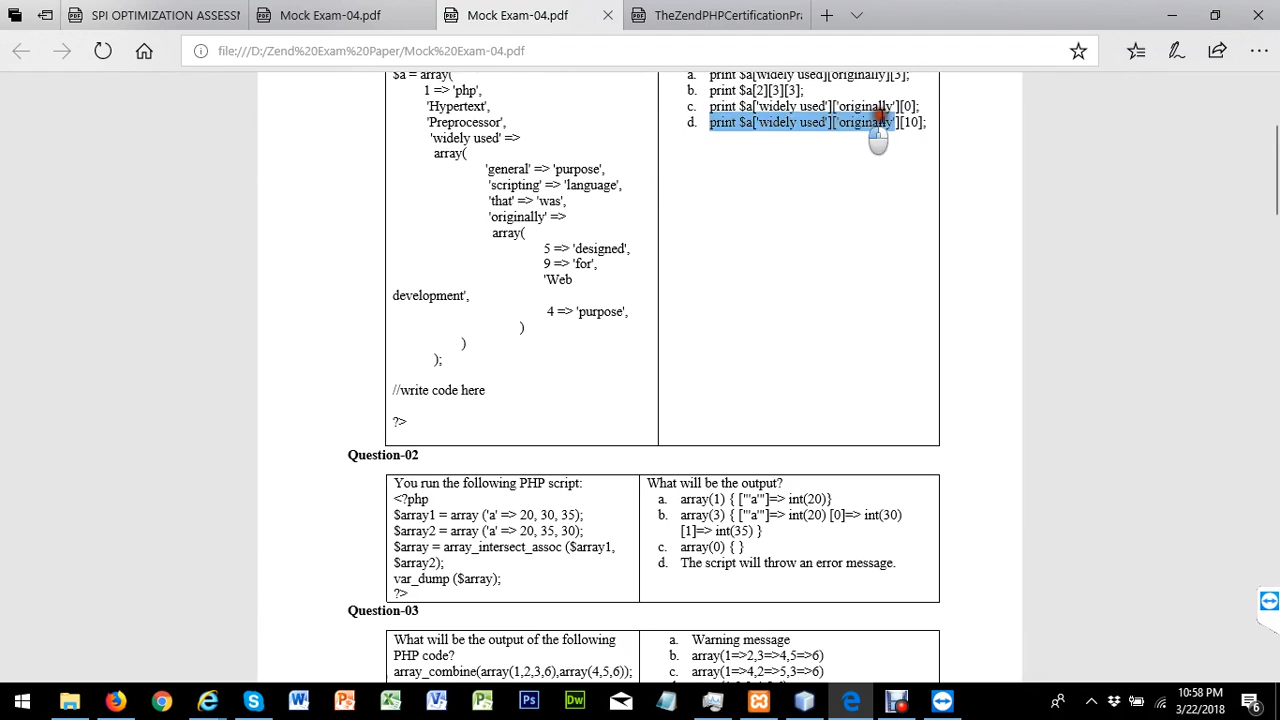 SPI OPTIMIZATION ASSESSM
Mock Exam-04.pdf
Mock Exam-04.pdf
TheZendPHPCertificationPra
file:///D:/Zend%20Exam%20Paper/Mock%20Exam-04.pdf
$a = array(
1 => 'php',
'Hypertext',
'Preprocessor',
'widely used' =>
array(
'general' => 'purpose',
'scripting' => 'language',
'that' => 'was',
'originally' =>
array(
5 => 'designed',
9 => 'for',
'Web
development',
4 => 'purpose',
)
)
);
//write code here
?>
a. print $a[widely used][originally][3];
b. print $a[2][3][3];
c. print $a['widely used']['originally'][0];
d. print $a['widely used']['originally'][10];
Question-02
You run the following PHP script:
<?php
$array1 = array ('a' => 20, 30, 35);
$array2 = array ('a' => 20, 35, 30);
$array = array_intersect_assoc ($array1,
$array2);
var_dump ($array);
?>
What will be the output?
a. array(1) { ["'a'"]=> int(20)}
b. array(3) { ["'a'"]=> int(20) [0]=> int(30)
[1]=> int(35) }
c. array(0) { }
d. The script will throw an error message.
Question-03
What will be the output of the following
PHP code?
array_combine(array(1,2,3,6),array(4,5,6));
a. Warning message
b. array(1=>2,3=>4,5=>6)
c. array(1=>4,2=>5,3=>6)
10:58 PM
3/22/2018
6